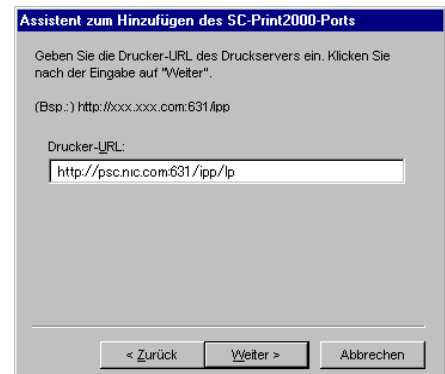 Assistent zum Hinzufügen des SC-Print2000-Ports
Geben Sie die Drucker-URL des Druckservers ein. Klicken Sie
nach der Eingabe auf "Weiter".
(Bsp.:) http://xxx.xxx.com:631/ipp
Drucker-URL:
http://psc.nic.com:631/ipp/lp
< Zurück Weiter > Abbrechen